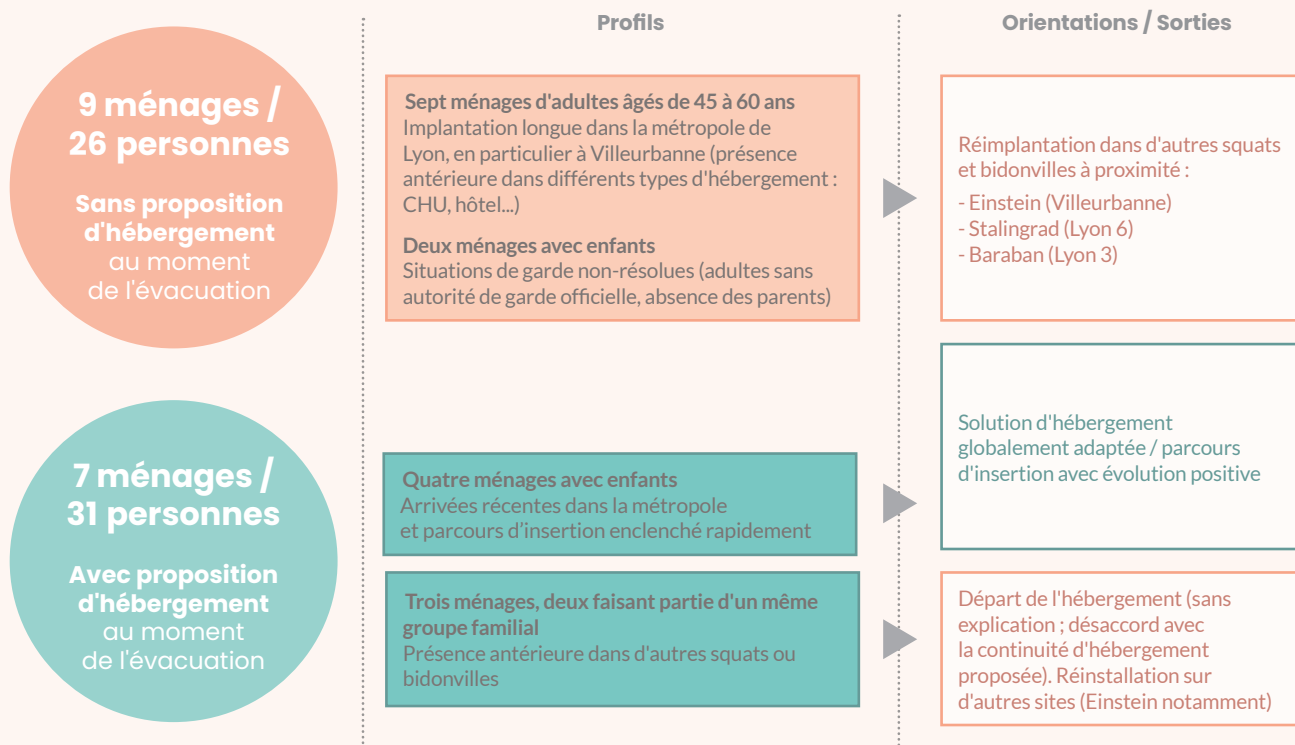 Profils
Orientations / Sorties
9 ménages /
26 personnes
Sans proposition
d'hébergement
au moment
de l'évacuation
Sept ménages d'adultes âgés de 45 à 60 ans
Implantation longue dans la métropole de
Lyon, en particulier à Villeurbanne (présence
antérieure dans différents types d'hébergement :
CHU, hôtel...)
Deux ménages avec enfants
Situations de garde non-résolues (adultes sans
autorité de garde officielle, absence des parents)
Réimplantation dans d'autres squats
et bidonvilles à proximité :
- Einstein (Villeurbanne)
- Stalingrad (Lyon 6)
- Baraban (Lyon 3)
7 ménages /
31 personnes
Avec proposition
d'hébergement
au moment
de l'évacuation
Quatre ménages avec enfants
Arrivées récentes dans la métropole
et parcours d’insertion enclenché rapidement
Solution d'hébergement
globalement adaptée / parcours
d'insertion avec évolution positive
Trois ménages, deux faisant partie d'un même
groupe familial
Présence antérieure dans d'autres squats ou
bidonvilles
Départ de l'hébergement (sans
explication ; désaccord avec
la continuité d'hébergement
proposée). Réinstallation sur
d'autres sites (Einstein notamment)